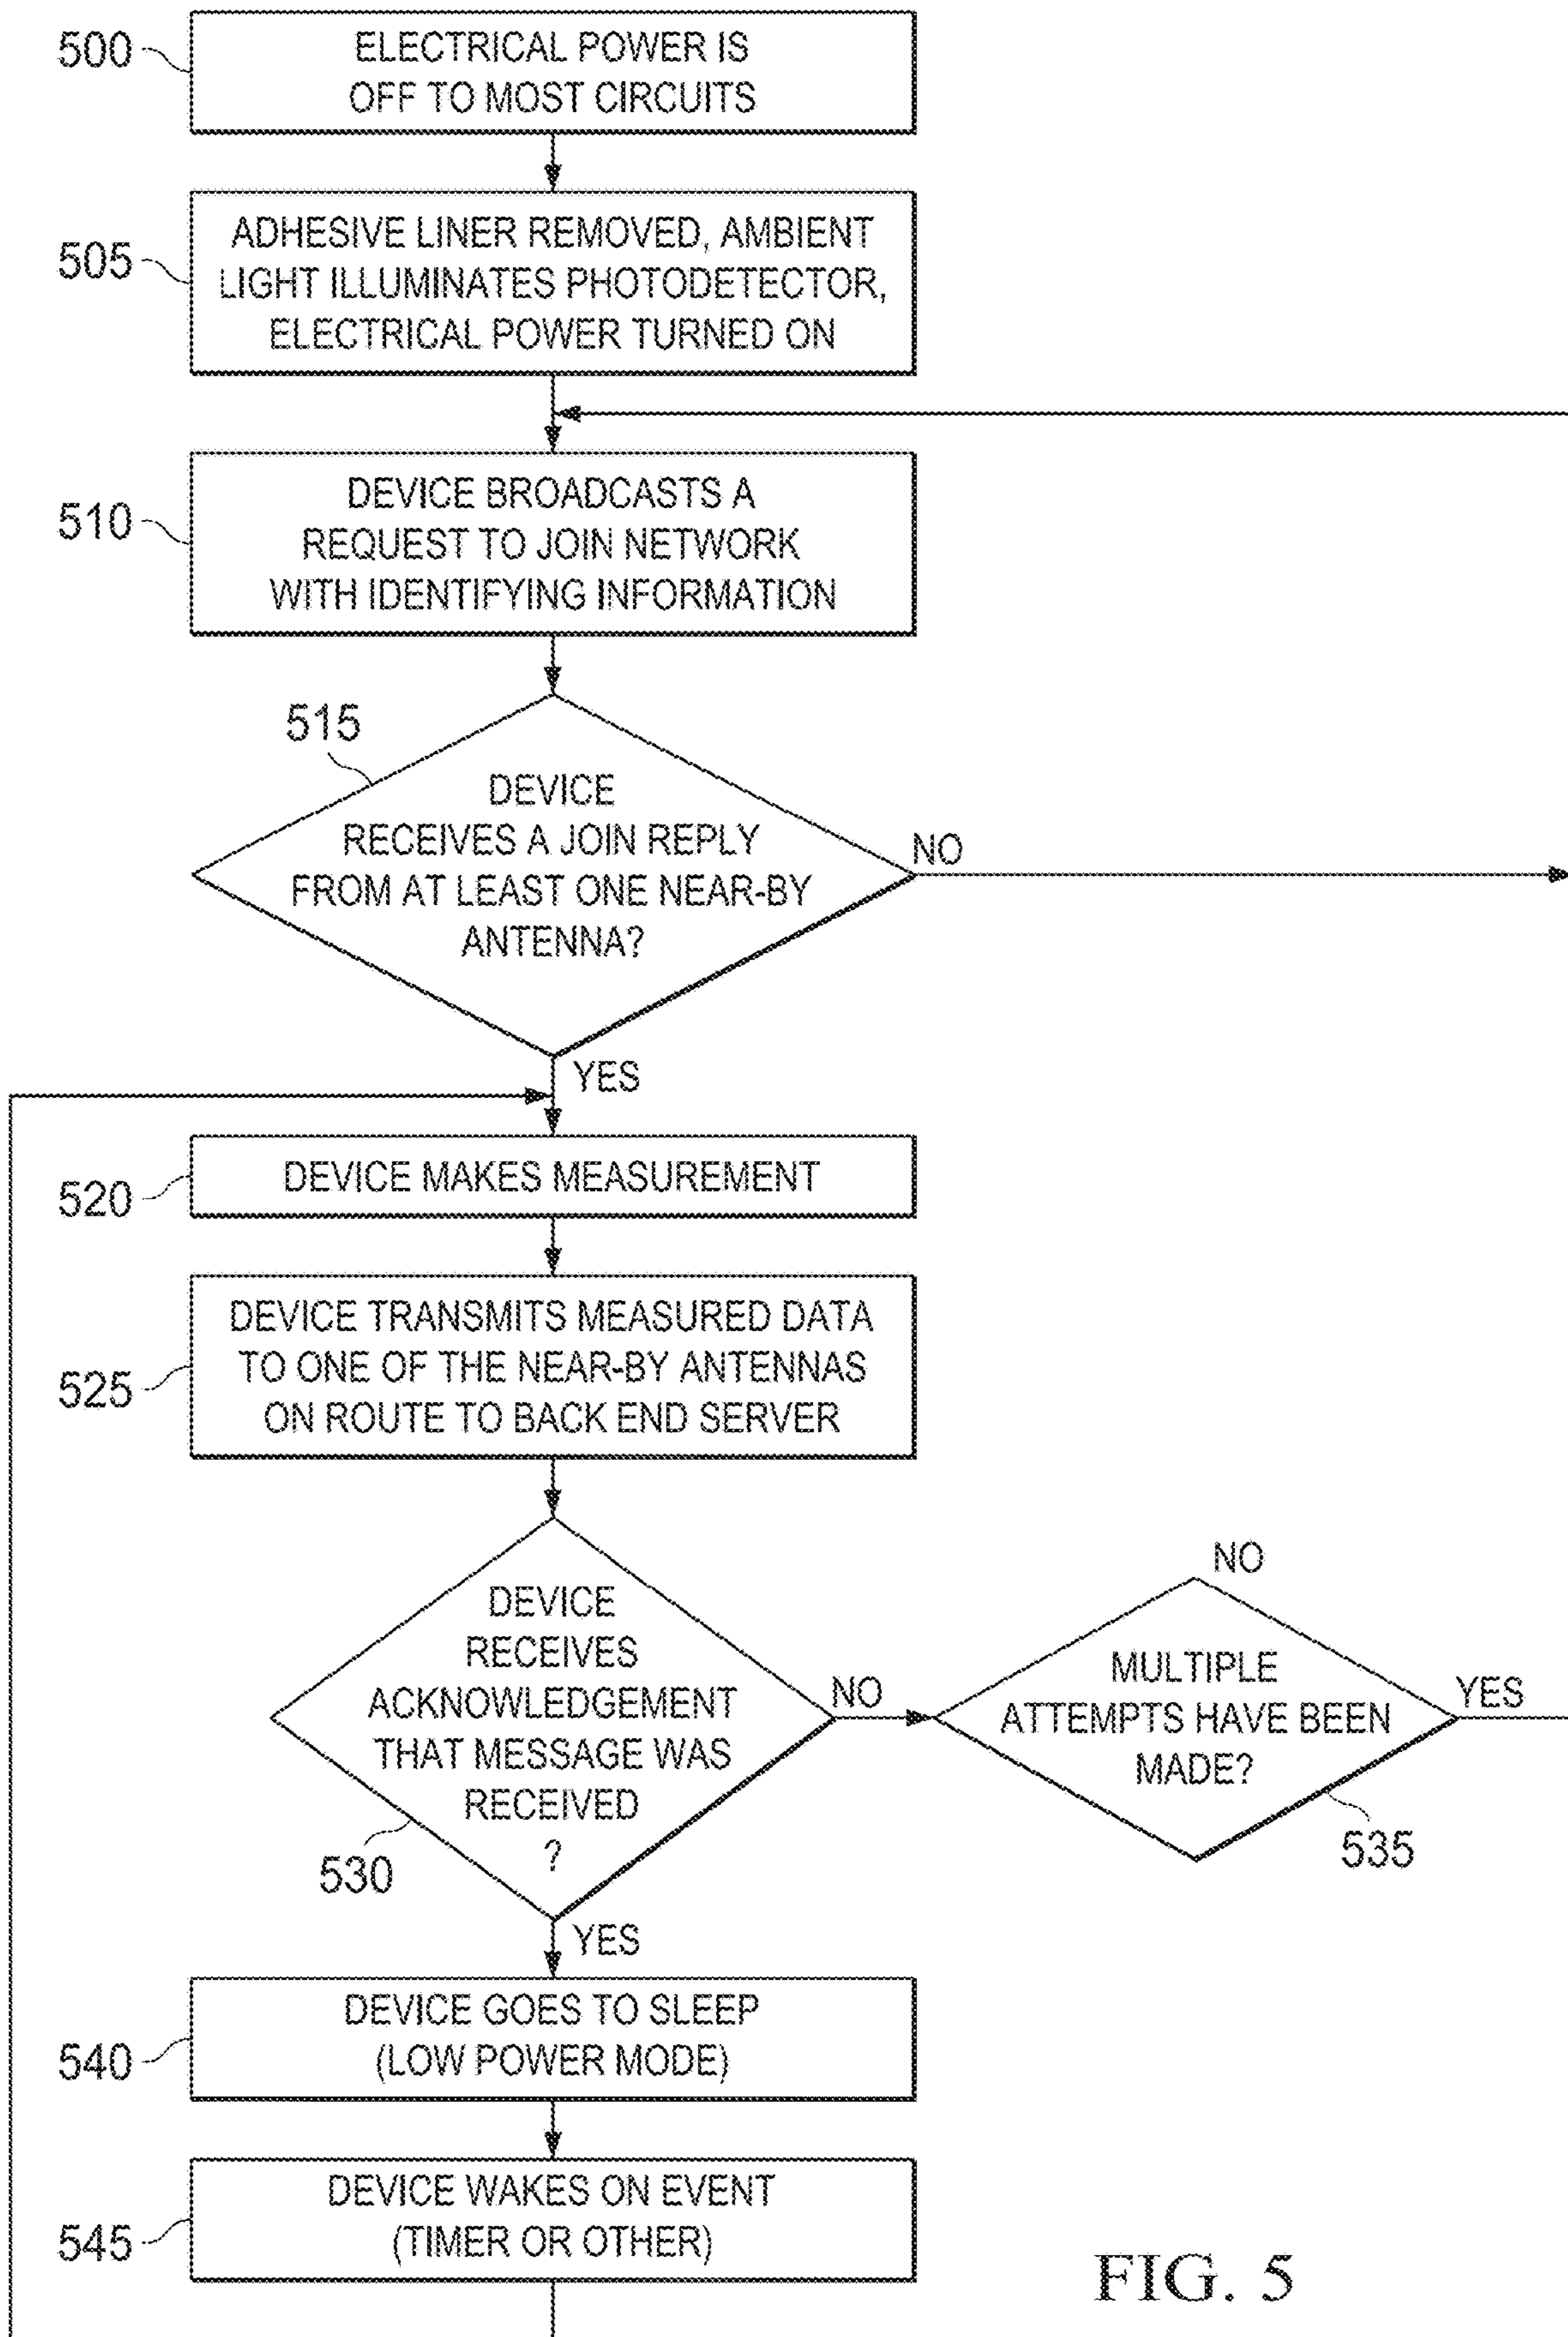 500
ELECTRICAL POWER IS
OFF TO MOST CIRCUITS
505
ADHESIVE LINER REMOVED, AMBIENT
LIGHT ILLUMINATES PHOTODETECTOR,
ELECTRICAL POWER TURNED ON
510
DEVICE BROADCASTS A
REQUEST TO JOIN NETWORK
WITH IDENTIFYING INFORMATION
515
DEVICE
RECEIVES A JOIN REPLY
FROM AT LEAST ONE NEAR-BY
ANTENNA?
NO
YES
520
DEVICE MAKES MEASUREMENT
525
DEVICE TRANSMITS MEASURED DATA
TO ONE OF THE NEAR-BY ANTENNAS
ON ROUTE TO BACK END SERVER
530
DEVICE
RECEIVES
ACKNOWLEDGEMENT
THAT MESSAGE WAS
RECEIVED
?
NO
NO
MULTIPLE
ATTEMPTS HAVE BEEN
MADE?
YES
535
YES
540
DEVICE GOES TO SLEEP
(LOW POWER MODE)
545
DEVICE WAKES ON EVENT
(TIMER OR OTHER)
FIG. 5